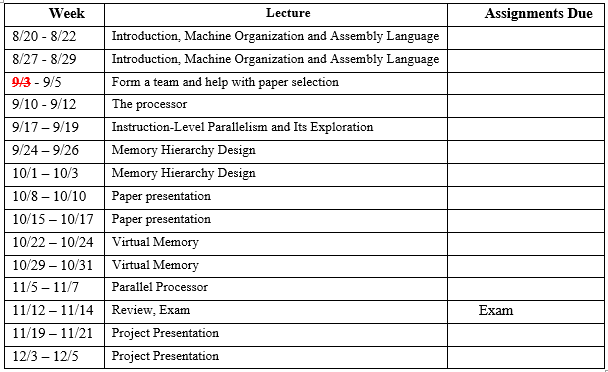 Week Lecture Assignments Due
8/20 - 8/22 Introduction, Machine Organization and Assembly Language
8/27 - 8/29 Introduction, Machine Organization and Assembly Language
9/3 - 9/5 Form a team and help with paper selection
9/10 - 9/12 The processor
9/17 – 9/19 Instruction-Level Parallelism and Its Exploration
9/24 – 9/26 Memory Hierarchy Design
10/1 – 10/3 Memory Hierarchy Design
10/8 – 10/10 Paper presentation
10/15 – 10/17 Paper presentation
10/22 – 10/24 Virtual Memory
10/29 – 10/31 Virtual Memory
11/5 – 11/7 Parallel Processor
11/12 – 11/14 Review, Exam Exam
11/19 – 11/21 Project Presentation
12/3 – 12/5 Project Presentation